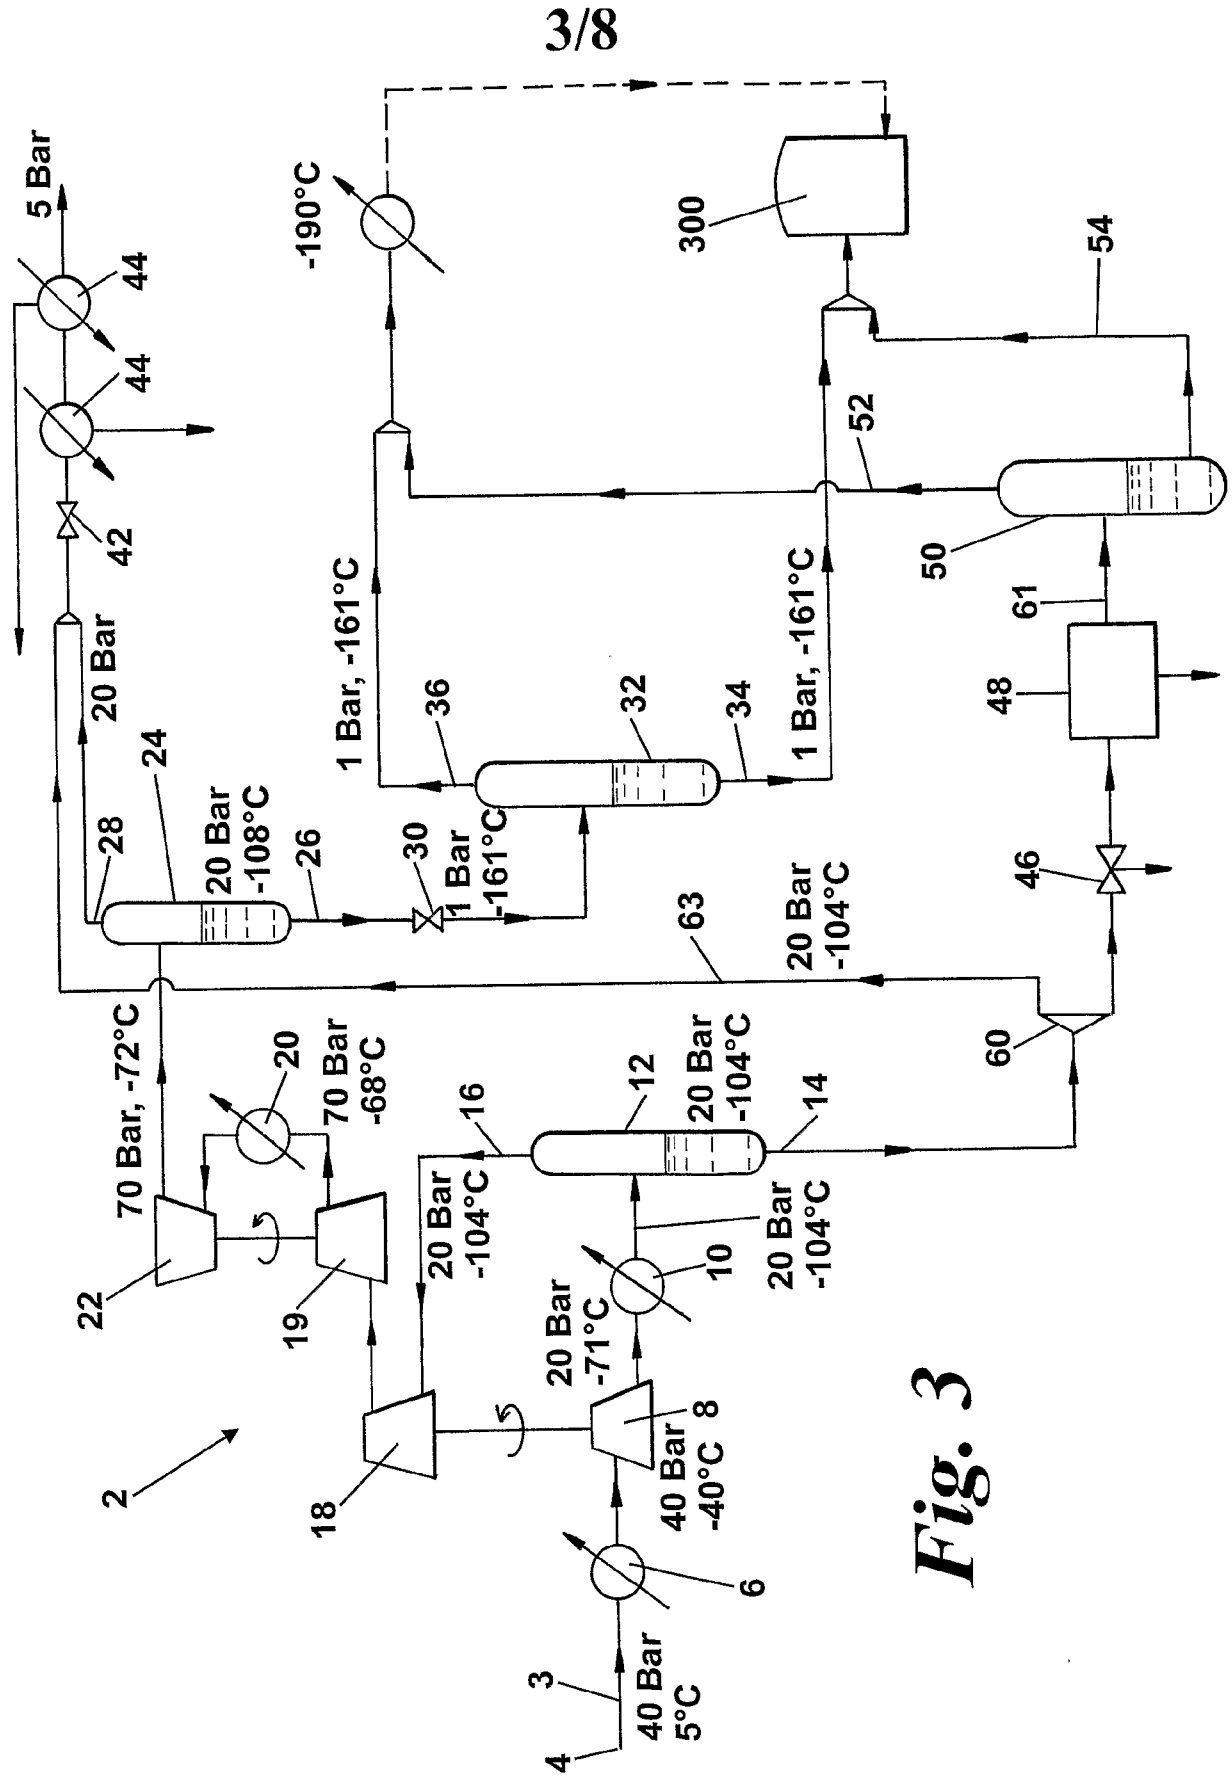 3/8
5 Bar
44
44
42
20 Bar
-190°C
300
54
52
50
61
48
46
1 Bar, -161°C
1 Bar, -161°C
36
32
34
24
28
20 Bar
-108°C
26
30
1 Bar
-161°C
63
20 Bar
-104°C
60
70 Bar, -72°C
20
70 Bar
-68°C
22
19
16
12
20 Bar
-104°C
14
20 Bar
-104°C
20 Bar
-104°C
10
20 Bar
-71°C
8
40 Bar
-40°C
18
2
6
3
40 Bar
5°C
4
Fig. 3